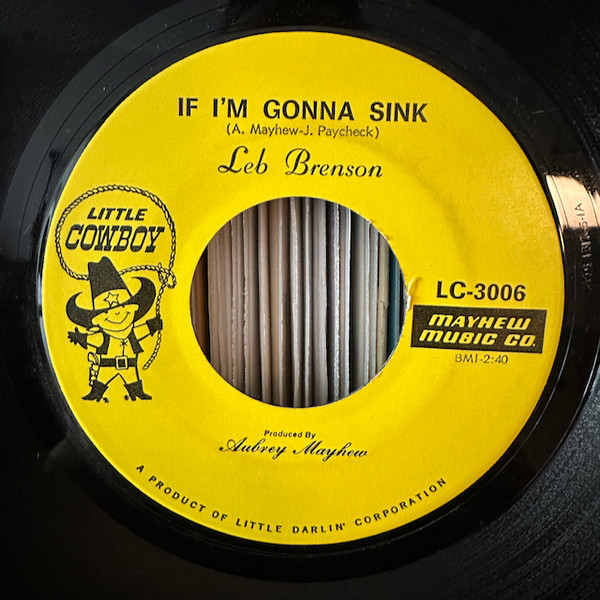 IF I'M GONNA SINK
(A. Mayhew-J. Paycheck)
Leb Brenson
LITTLE
COWBOY
LC-3006
MAYHEW
MUSIC CO.
BMI-2:40
Produced By
Aubrey Mayhew
A PRODUCT OF LITTLE DARLIN' CORPORATION